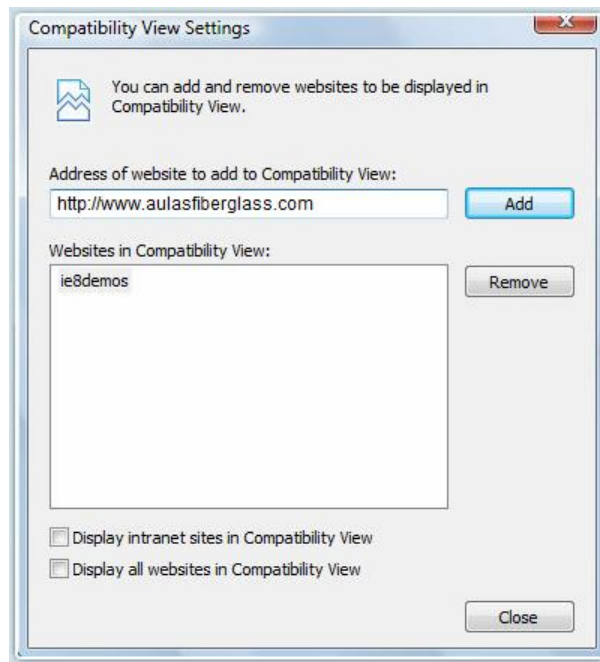 Compatibility View Settings
You can add and remove websites to be displayed in
Compatibility View.
Address of website to add to Compatibility View:
http://www.aulasfiberglass.com
Add
Websites in Compatibility View:
ie8demos
Remove
Display intranet sites in Compatibility View
Display all websites in Compatibility View
Close